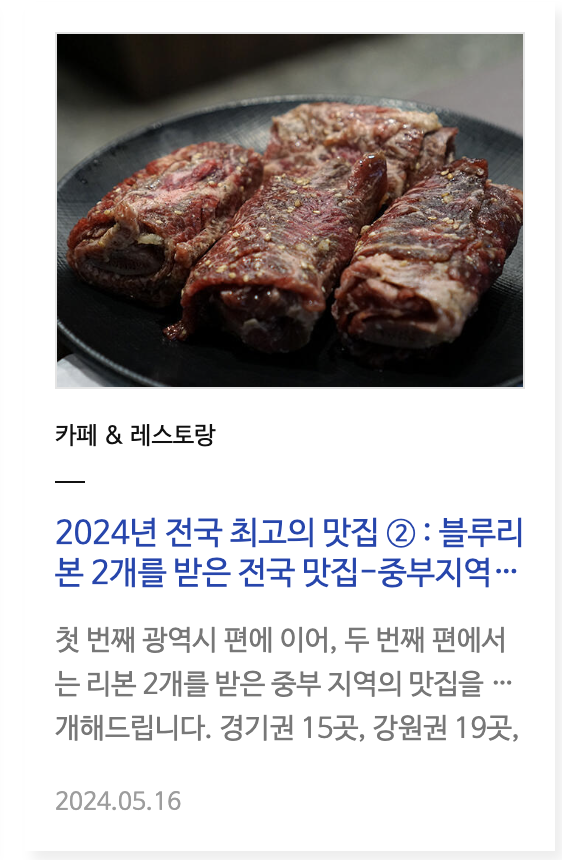 카페 & 레스토랑
2024년 전국 최고의 맛집 ② : 블루리
본 2개를 받은 전국 맛집-중부지역…
첫 번째 광역시 편에 이어, 두 번째 편에서
는 리본 2개를 받은 중부 지역의 맛집을 …
개해드립니다. 경기권 15곳, 강원권 19곳,
2024.05.16